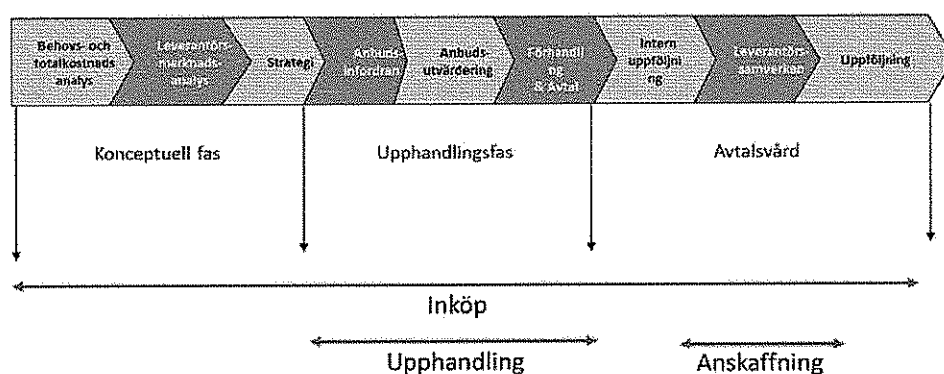 Behovs- och
totalkostnads
analys
Leverantörs-
marknads-
analys
Strategi
Anbuds-
infordran
Anbuds-
utvärdering
Förhandli
ng
& Avtal
Intern
uppföljni
ng
Leverantörs-
samverkan
Uppföljning
Konceptuell fas
Upphandlingsfas
Avtalsvård
Inköp
Upphandling
Anskaffning